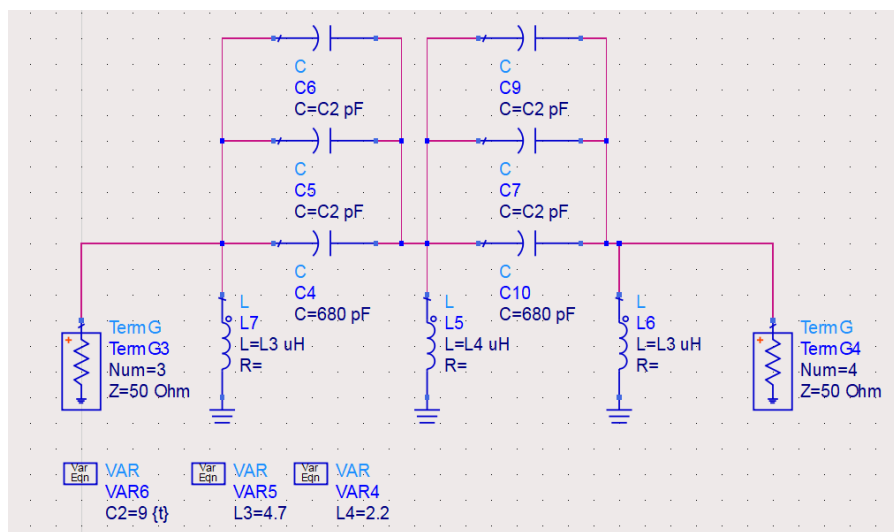 C
C6
C=C2 pF
C
C9
C=C2 pF
C
C5
C=C2 pF
C
C7
C=C2 pF
C
C4
C=680 pF
C
C10
C=680 pF
+
TermG
TermG3
Num=3
Z=50 Ohm
L
L7
L=L3 uH
R=
L
L5
L=L4 uH
R=
L
L6
L=L3 uH
R=
+
TermG
TermG4
Num=4
Z=50 Ohm
Var
Eqn
VAR
VAR6
C2=9 {t}
Var
Eqn
VAR
VAR5
L3=4.7
Var
Eqn
VAR
VAR4
L4=2.2